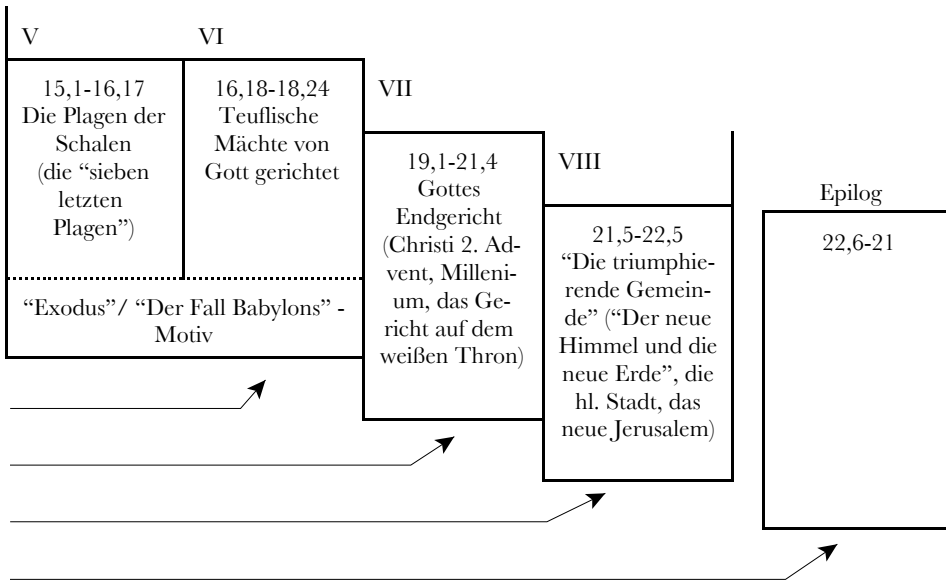 V
15,1-16,17
Die Plagen der
Schalen
(die “sieben
letzten
Plagen”)
VI
16,18-18,24
Teuflische
Mächte von
Gott gerichtet
“Exodus”/ “Der Fall Babylons” -
Motiv
VII
19,1-21,4
Gottes
Endgericht
(Christi 2. Ad-
vent, Milleni-
um, das Ge-
richt auf dem
weißen Thron)
VIII
21,5-22,5
“Die triumphie-
rende Gemein-
de” (“Der neue
Himmel und die
neue Erde”, die
hl. Stadt, das
neue Jerusalem)
Epilog
22,6-21